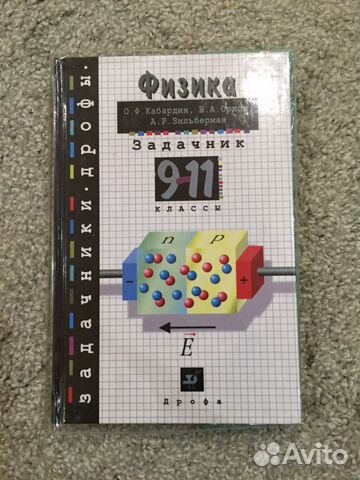 задачники·дрофы·
Физика
О.Ф.Кабардин, В.А.Орлов
А.Р.Зильберман
Задачник
9-11
классы
n p
- +
E
Дрофа
Avito